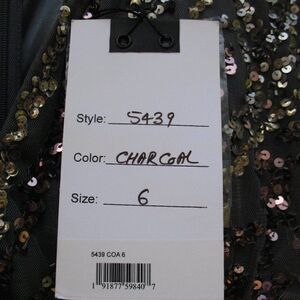 Style: 5439
Color: CHARCOAL
Size: 6
5439 COA 6
1 91877 59840 7